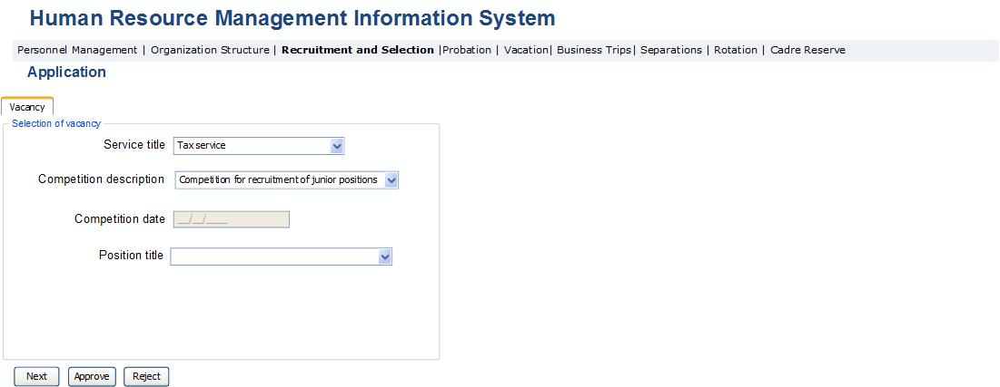 Human Resource Management Information System
Personnel Management | Organization Structure | Recruitment and Selection |Probation | Vacation| Business Trips| Separations | Rotation | Cadre Reserve
Application
Vacancy
Selection of vacancy
Service title Tax service
Competition description Competition for recruitment of junior positions
Competition date __/__/____
Position title
Next Approve Reject